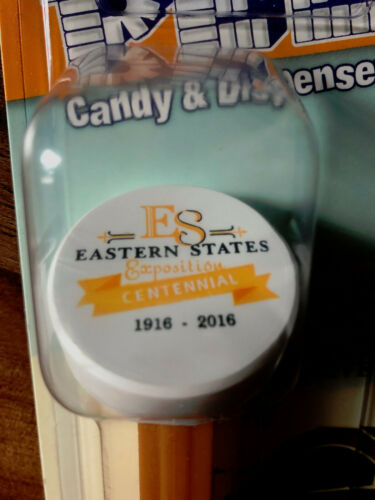 Candy & Dispense
ES
EASTERN STATES
Exposition
CENTENNIAL
1916 - 2016